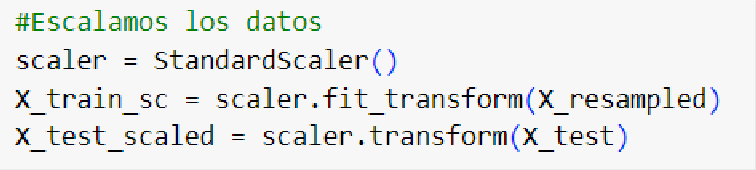 #Escalamos los datos
scaler = StandardScaler()
X_train_sc = scaler.fit_transform(X_resampled)
X_test_scaled = scaler.transform(X_test)